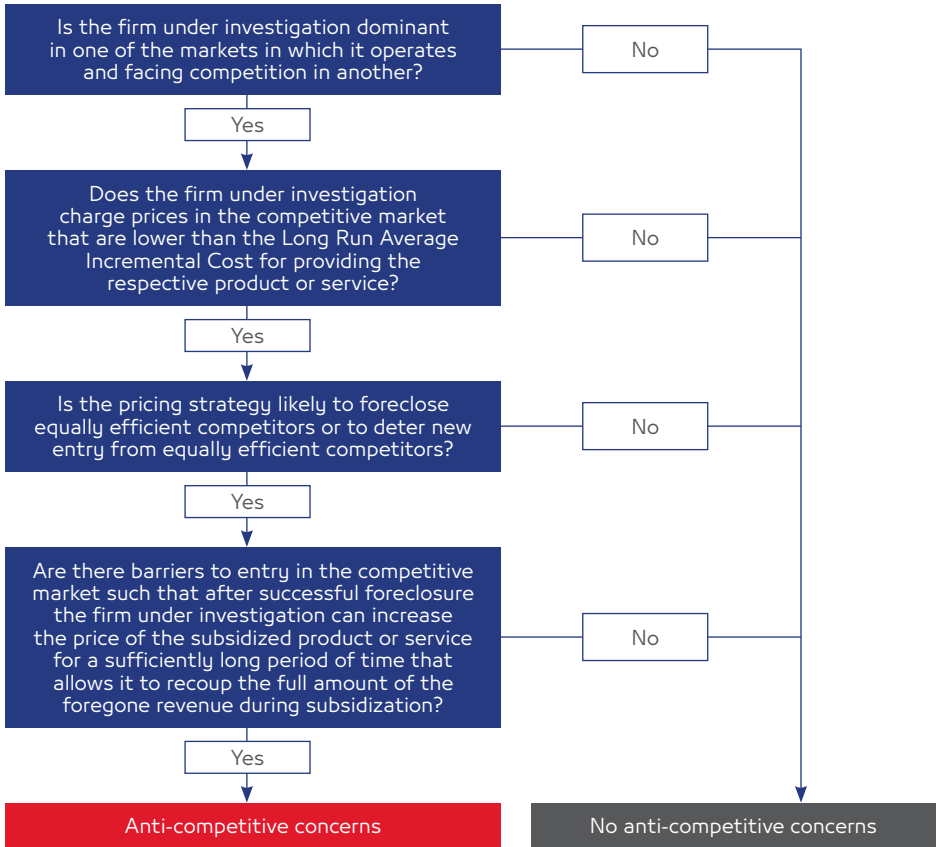 Is the firm under investigation dominant
in one of the markets in which it operates
and facing competition in another?
No
Yes
Does the firm under investigation
charge prices in the competitive market
that are lower than the Long Run Average
Incremental Cost for providing the
respective product or service?
No
Yes
Is the pricing strategy likely to foreclose
equally efficient competitors or to deter new
entry from equally efficient competitors?
No
Yes
Are there barriers to entry in the competitive
market such that after successful foreclosure
the firm under investigation can increase
the price of the subsidized product or service
for a sufficiently long period of time that
allows it to recoup the full amount of the
foregone revenue during subsidization?
No
Yes
Anti-competitive concerns
No anti-competitive concerns